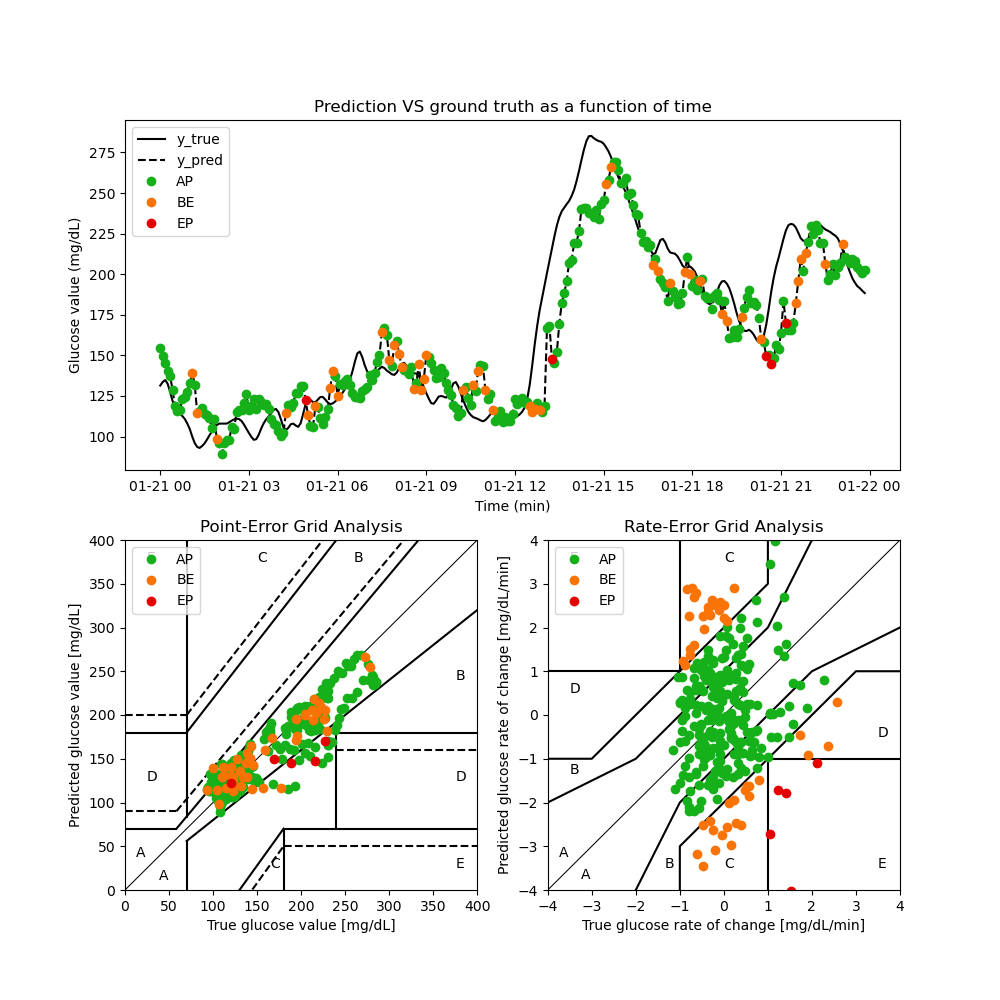 Prediction VS ground truth as a function of time
Glucose value (mg/dL)
275
250
225
200
175
150
125
100
y_true
y_pred
AP
BE
EP
01-21 00 01-21 03 01-21 06 01-21 09 01-21 12 01-21 15 01-21 18 01-21 21 01-22 00
Time (min)
Point-Error Grid Analysis
Predicted glucose value [mg/dL]
400
350
300
250
200
150
100
50
0
AP
BE
EP
C
B
B
D
D
A
A
C
E
0 50 100 150 200 250 300 350 400
True glucose value [mg/dL]
Rate-Error Grid Analysis
Predicted glucose rate of change [mg/dL/min]
4
3
2
1
0
−1
−2
−3
−4
AP
BE
EP
C
D
D
B
A
A
B
C
E
−4 −3 −2 −1 0 1 2 3 4
True glucose rate of change [mg/dL/min]